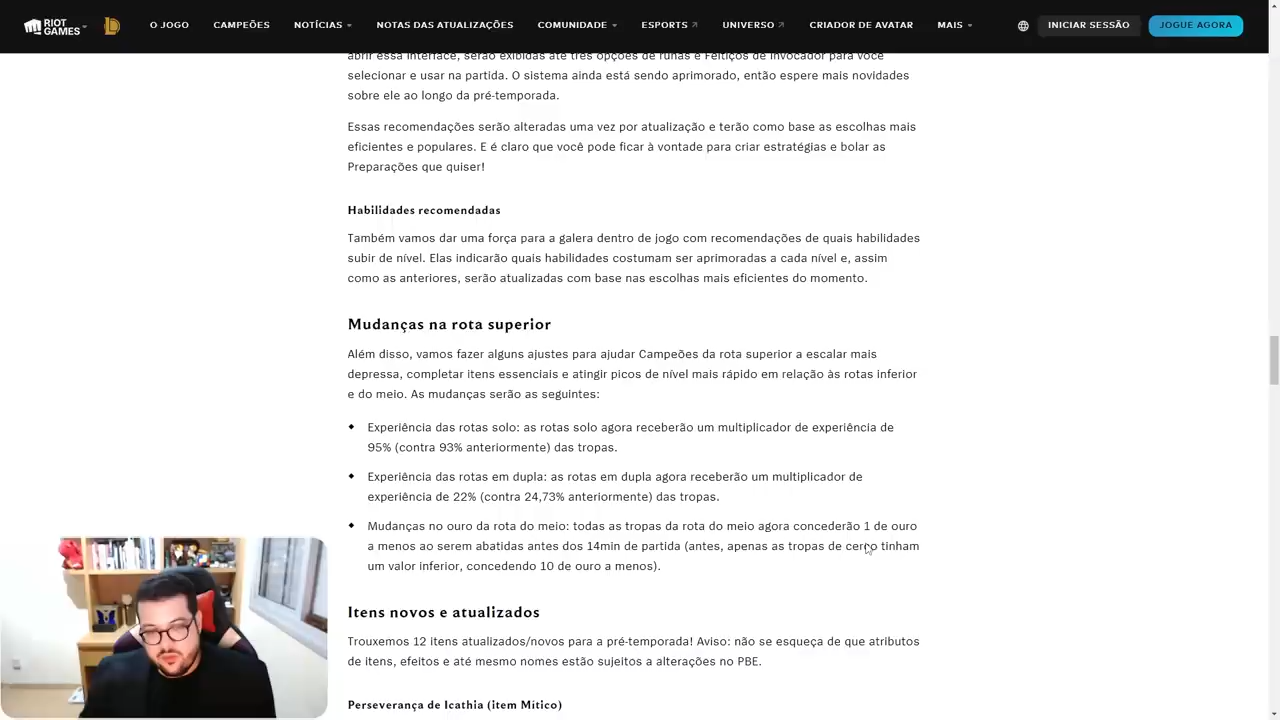 RIOT GAMES
O JOGO
CAMPEÕES
NOTÍCIAS
NOTAS DAS ATUALIZAÇÕES
COMUNIDADE
ESPORTS
UNIVERSO
CRIADOR DE AVATAR
MAIS
INICIAR SESSÃO
JOGUE AGORA
abrir essa interface, serão exibidas até três opções de runas e Feitiços de Invocador para você
selecionar e usar na partida. O sistema ainda está sendo aprimorado, então espere mais novidades
sobre ele ao longo da pré-temporada.
Essas recomendações serão alteradas uma vez por atualização e terão como base as escolhas mais
eficientes e populares. E é claro que você pode ficar à vontade para criar estratégias e bolar as
Preparações que quiser!
Habilidades recomendadas
Também vamos dar uma força para a galera dentro de jogo com recomendações de quais habilidades
subir de nível. Elas indicarão quais habilidades costumam ser aprimoradas a cada nível e, assim
como as anteriores, serão atualizadas com base nas escolhas mais eficientes do momento.
Mudanças na rota superior
Além disso, vamos fazer alguns ajustes para ajudar Campeões da rota superior a escalar mais
depressa, completar itens essenciais e atingir picos de nível mais rápido em relação às rotas inferior
e do meio. As mudanças serão as seguintes:
Experiência das rotas solo: as rotas solo agora receberão um multiplicador de experiência de
95% (contra 93% anteriormente) das tropas.
Experiência das rotas em dupla: as rotas em dupla agora receberão um multiplicador de
experiência de 22% (contra 24,73% anteriormente) das tropas.
Mudanças no ouro da rota do meio: todas as tropas da rota do meio agora concederão 1 de ouro
a menos ao serem abatidas antes dos 14min de partida (antes, apenas as tropas de cerco tinham
um valor inferior, concedendo 10 de ouro a menos).
Itens novos e atualizados
Trouxemos 12 itens atualizados/novos para a pré-temporada! Aviso: não se esqueça de que atributos
de itens, efeitos e até mesmo nomes estão sujeitos a alterações no PBE.
Perseverança de Icathia (item Mítico)